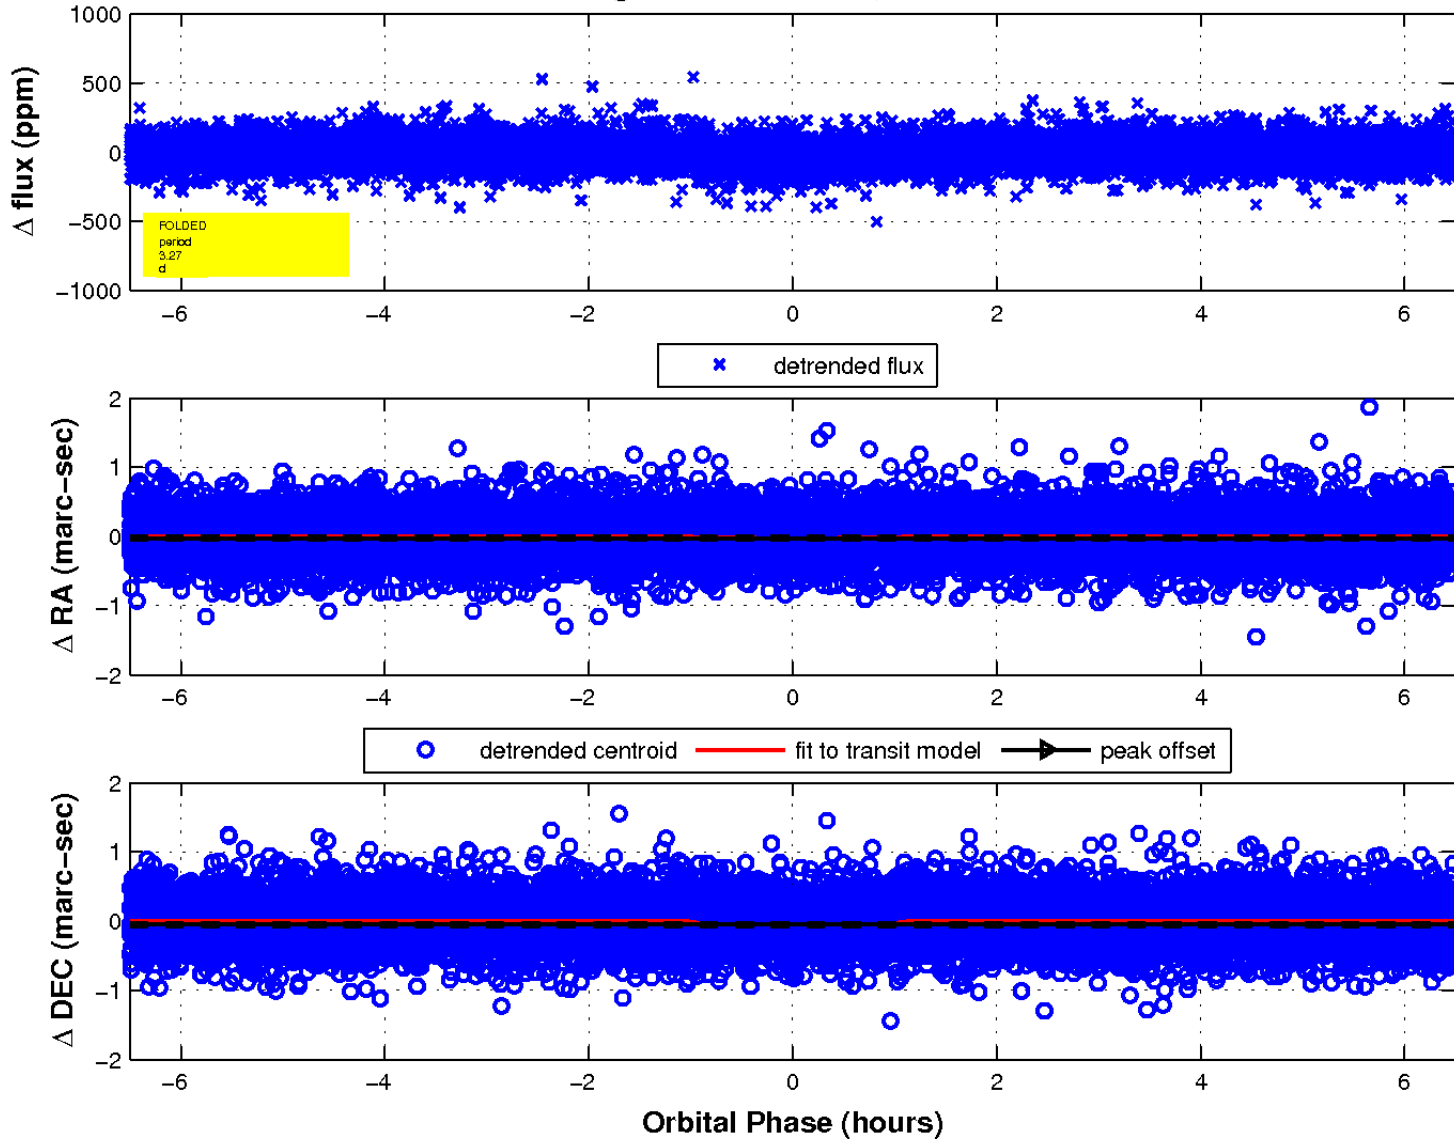 1000
500
0
−500
−1000
Δ flux (ppm)
FOLDED
period
3.27
d
−6 −4 −2 0 2 4 6
detrended flux
2
1
0
−1
−2
Δ RA (marc−sec)
−6 −4 −2 0 2 4 6
detrended centroid fit to transit model peak offset
2
1
0
−1
−2
Δ DEC (marc−sec)
−6 −4 −2 0 2 4 6
Orbital Phase (hours)